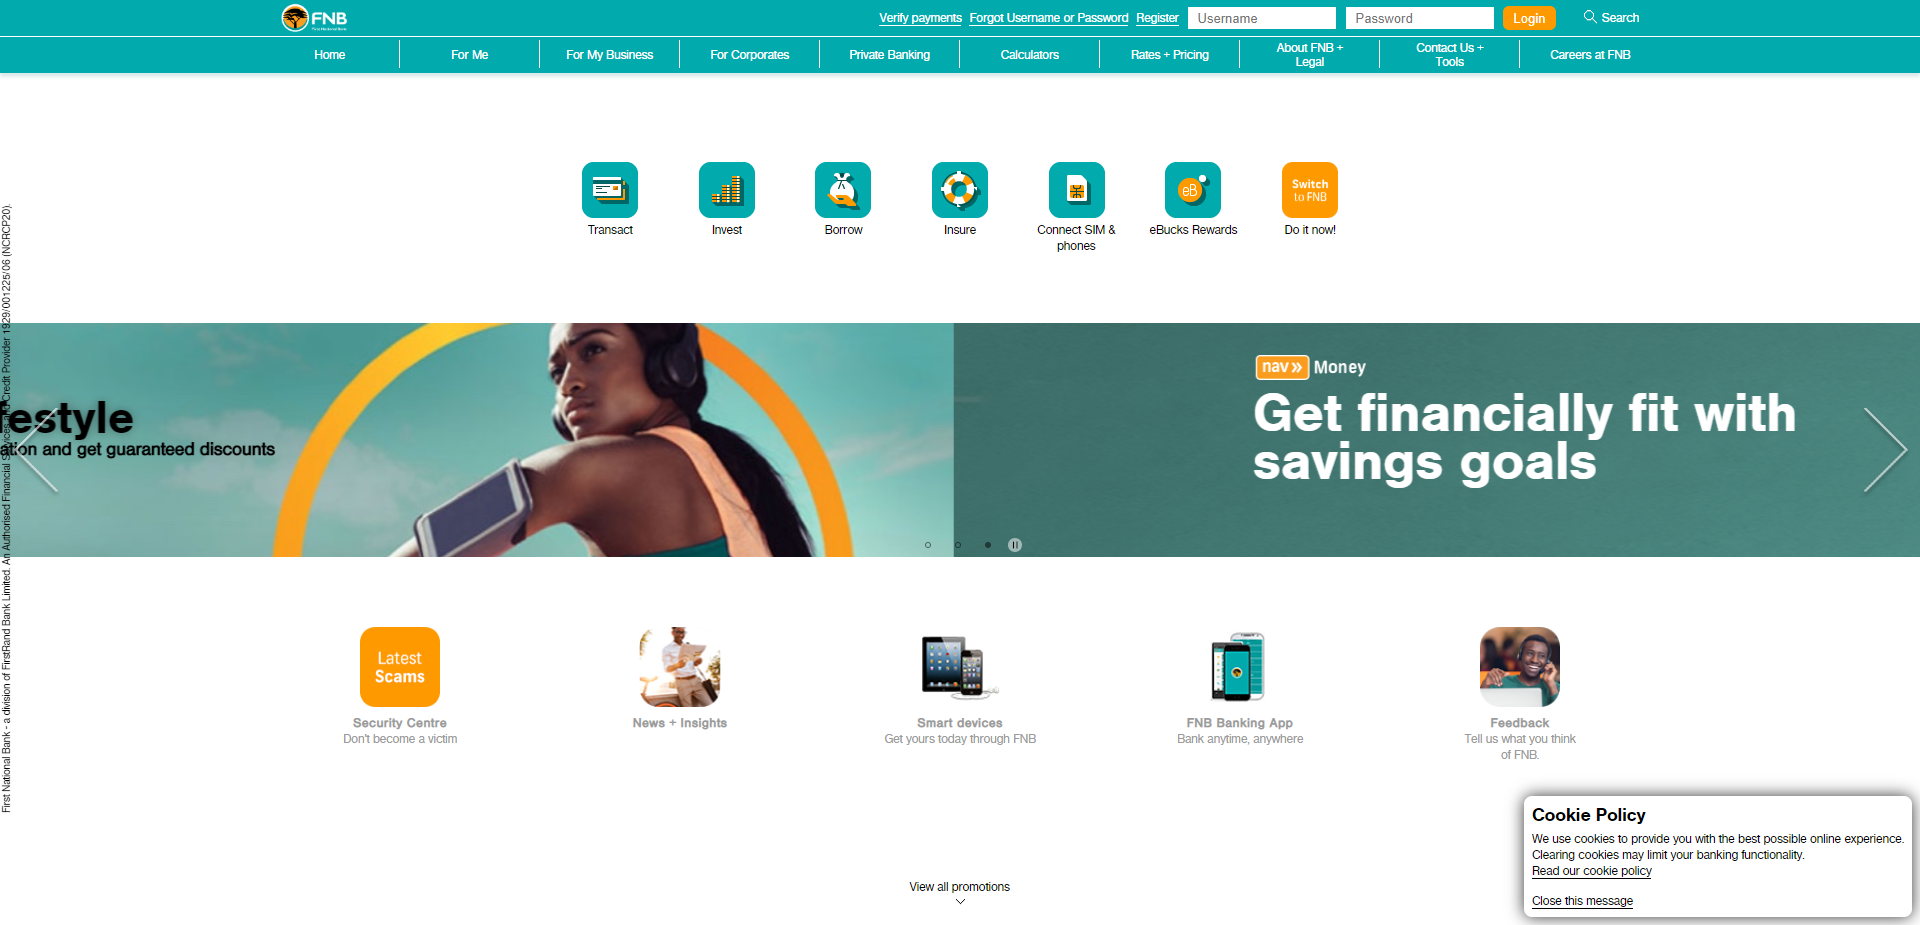 FNB
First National Bank
Verify payments Forgot Username or Password Register Username Password Login Search
Home For Me For My Business For Corporates Private Banking Calculators Rates + Pricing About FNB + Legal Contact Us + Tools Careers at FNB
Switch
to FNB
eB
Transact Invest Borrow Insure Connect SIM & phones eBucks Rewards Do it now!
First National Bank - a division of FirstRand Bank Limited. An Authorised Financial Services and Credit Provider 1929/001225/06 (NCRCP20).
estyle
ation and get guaranteed discounts
nav» Money
Get financially fit with
savings goals
Latest
Scams
Security Centre
Don't become a victim
News + Insights
Smart devices
Get yours today through FNB
FNB Banking App
Bank anytime, anywhere
Feedback
Tell us what you think
of FNB.
View all promotions
Cookie Policy
We use cookies to provide you with the best possible online experience.
Clearing cookies may limit your banking functionality.
Read our cookie policy
Close this message